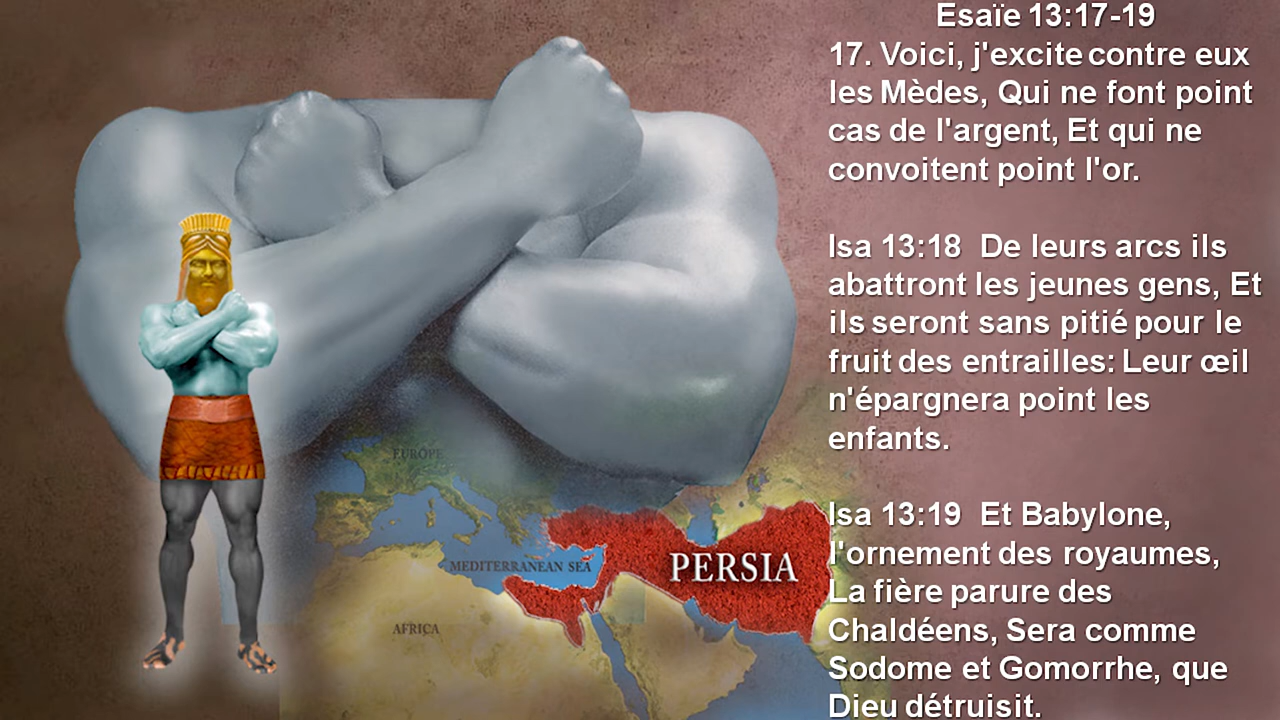 Esaïe 13:17-19
17. Voici, j'excite contre eux
les Mèdes, Qui ne font point
cas de l'argent, Et qui ne
convoitent point l'or.
Isa 13:18  De leurs arcs ils
abattront les jeunes gens, Et
ils seront sans pitié pour le
fruit des entrailles: Leur œil
n'épargnera point les
enfants.
Isa 13:19  Et Babylone,
l'ornement des royaumes,
La fière parure des
Chaldéens, Sera comme
Sodome et Gomorrhe, que
Dieu détruisit.
EUROPE
MEDITERRANEAN SEA
PERSIA
AFRICA